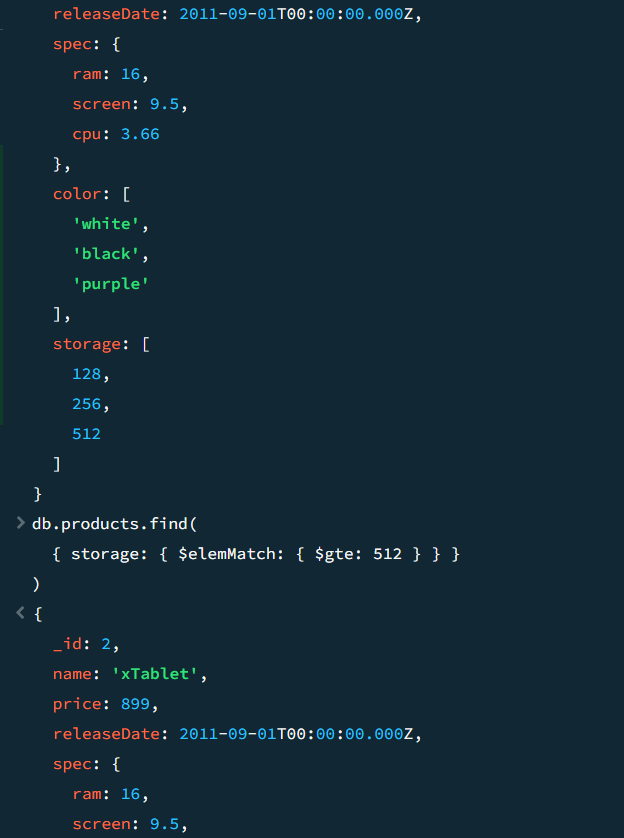 releaseDate: 2011-09-01T00:00:00.000Z,
spec: {
ram: 16,
screen: 9.5,
cpu: 3.66
},
color: [
'white',
'black',
'purple'
],
storage: [
128,
256,
512
]
}
> db.products.find(
{ storage: { $elemMatch: { $gte: 512 } } }
)
< {
_id: 2,
name: 'xTablet',
price: 899,
releaseDate: 2011-09-01T00:00:00.000Z,
spec: {
ram: 16,
screen: 9.5,